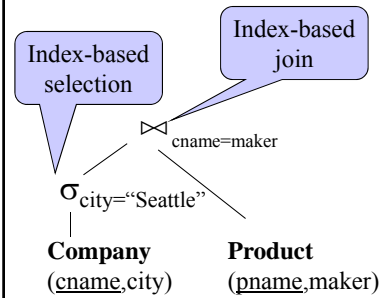 Index-based
selection
Index-based
join
⋈ cname=maker
σcity=“Seattle”
Company
(cname,city)
Product
(pname,maker)